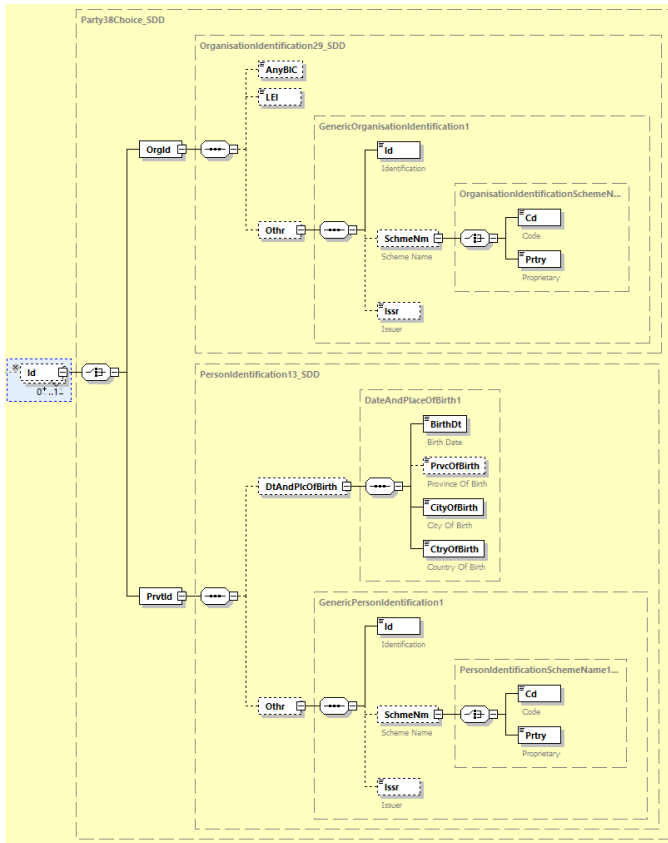 Party38Choice_SDD
OrganisationIdentification29_SDD
AnyBIC
LEI
GenericOrganisationIdentification1
OrgId
Id
Identification
OrganisationIdentificationSchemeN...
Cd
Code
Othr
SchmeNm
Scheme Name
Prtry
Proprietary
Issr
Issuer
Id
0..1
PersonIdentification13_SDD
DateAndPlaceOfBirth1
BirthDt
Birth Date
PrvcOfBirth
Province Of Birth
DtAndPlcOfBirth
CityOfBirth
City Of Birth
CtryOfBirth
Country Of Birth
PrvtId
GenericPersonIdentification1
Id
Identification
PersonIdentificationSchemeName1...
Cd
Code
Othr
SchmeNm
Scheme Name
Prtry
Proprietary
Issr
Issuer